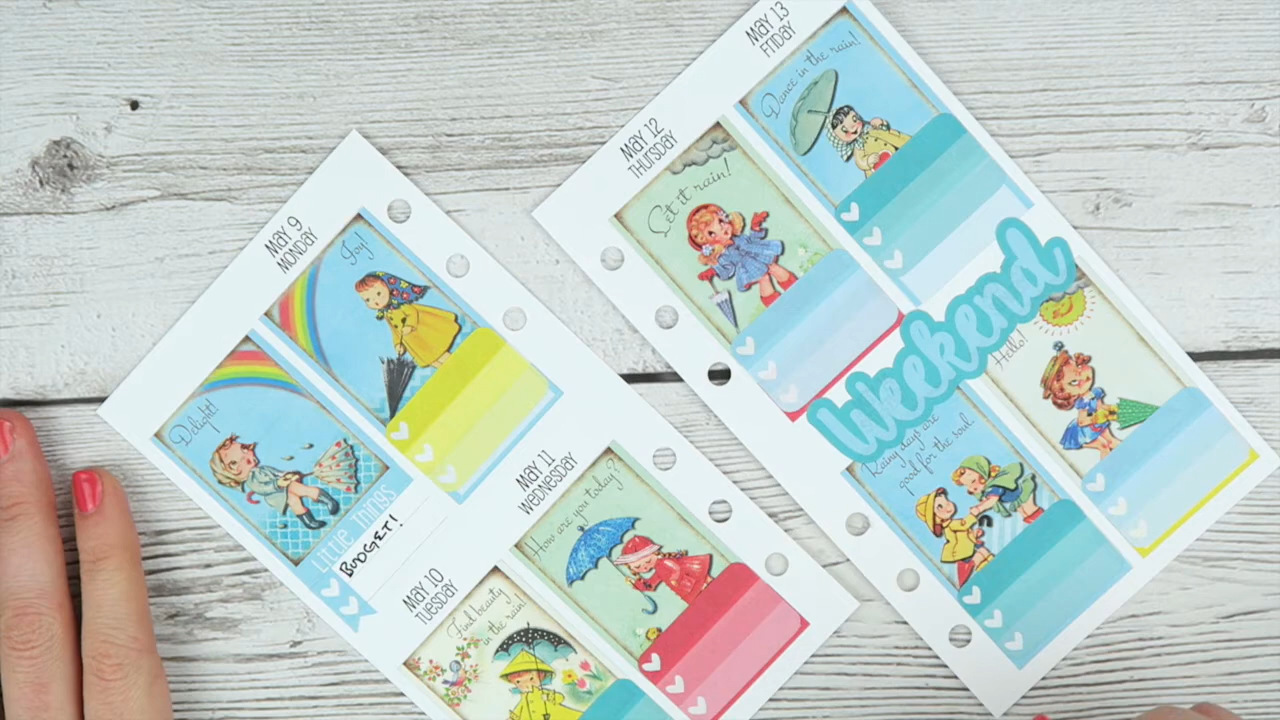 MAY 9
MONDAY
Joy!
Delight!
Little things
BUDGET!
MAY 10
TUESDAY
Find beauty
in the rain!
MAY 11
WEDNESDAY
How are you today?
MAY 12
THURSDAY
Let it rain!
MAY 13
FRIDAY
Dance in the rain!
Weekend
Hello!
Rainy days are
good for the soul.